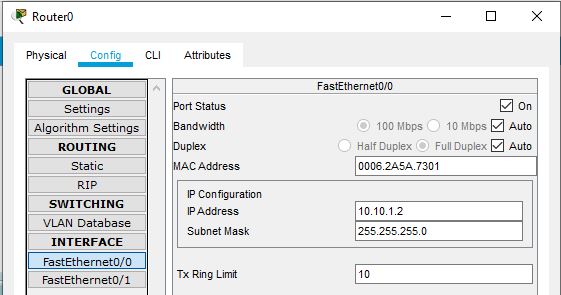 Router0
Physical Config CLI Attributes
GLOBAL
Settings
Algorithm Settings
ROUTING
Static
RIP
SWITCHING
VLAN Database
INTERFACE
FastEthernet0/0
FastEthernet0/1
FastEthernet0/0
Port Status On
Bandwidth 100 Mbps 10 Mbps Auto
Duplex Half Duplex Full Duplex Auto
MAC Address 0006.2A5A.7301
IP Configuration
IP Address 10.10.1.2
Subnet Mask 255.255.255.0
Tx Ring Limit 10